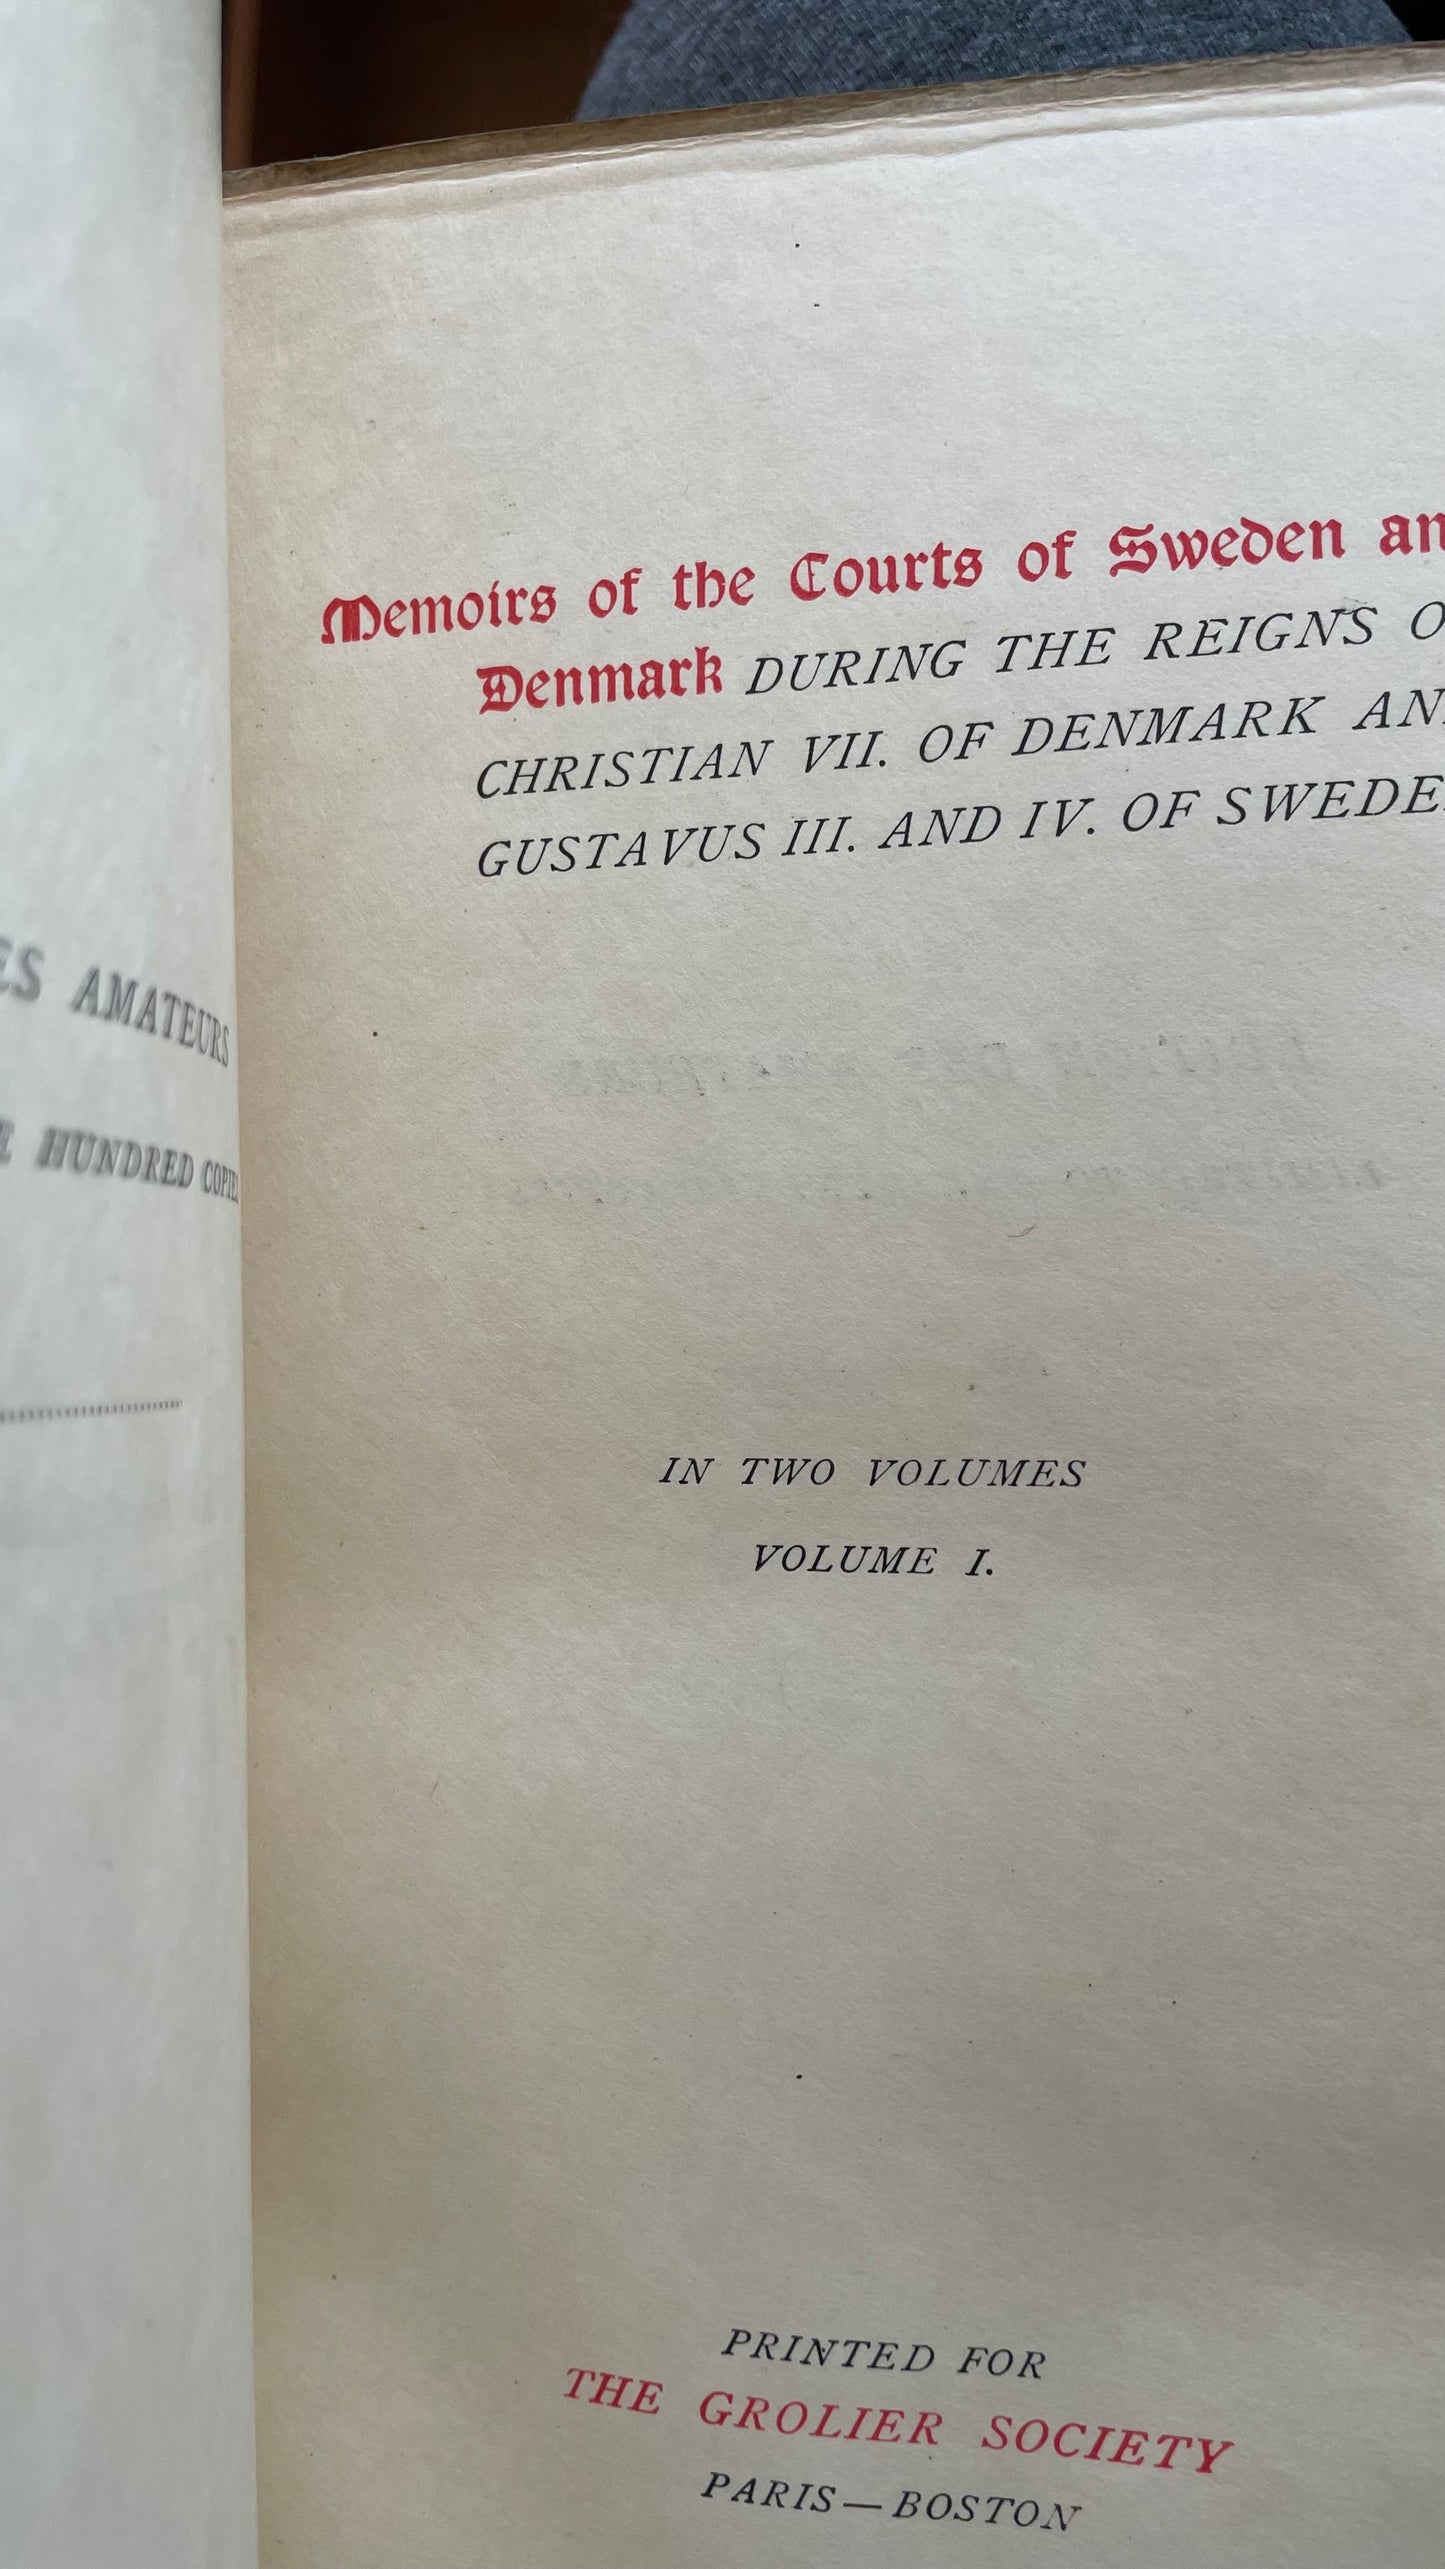 ES AMATEURS
E HUNDRED COPIE
Memoirs of the Courts of Sweden an
Denmark DURING THE REIGNS O
CHRISTIAN VII. OF DENMARK AN
GUSTAVUS III. AND IV. OF SWEDE
IN TWO VOLUMES
VOLUME I.
PRINTED FOR
THE GROLIER SOCIETY
PARIS—BOSTON